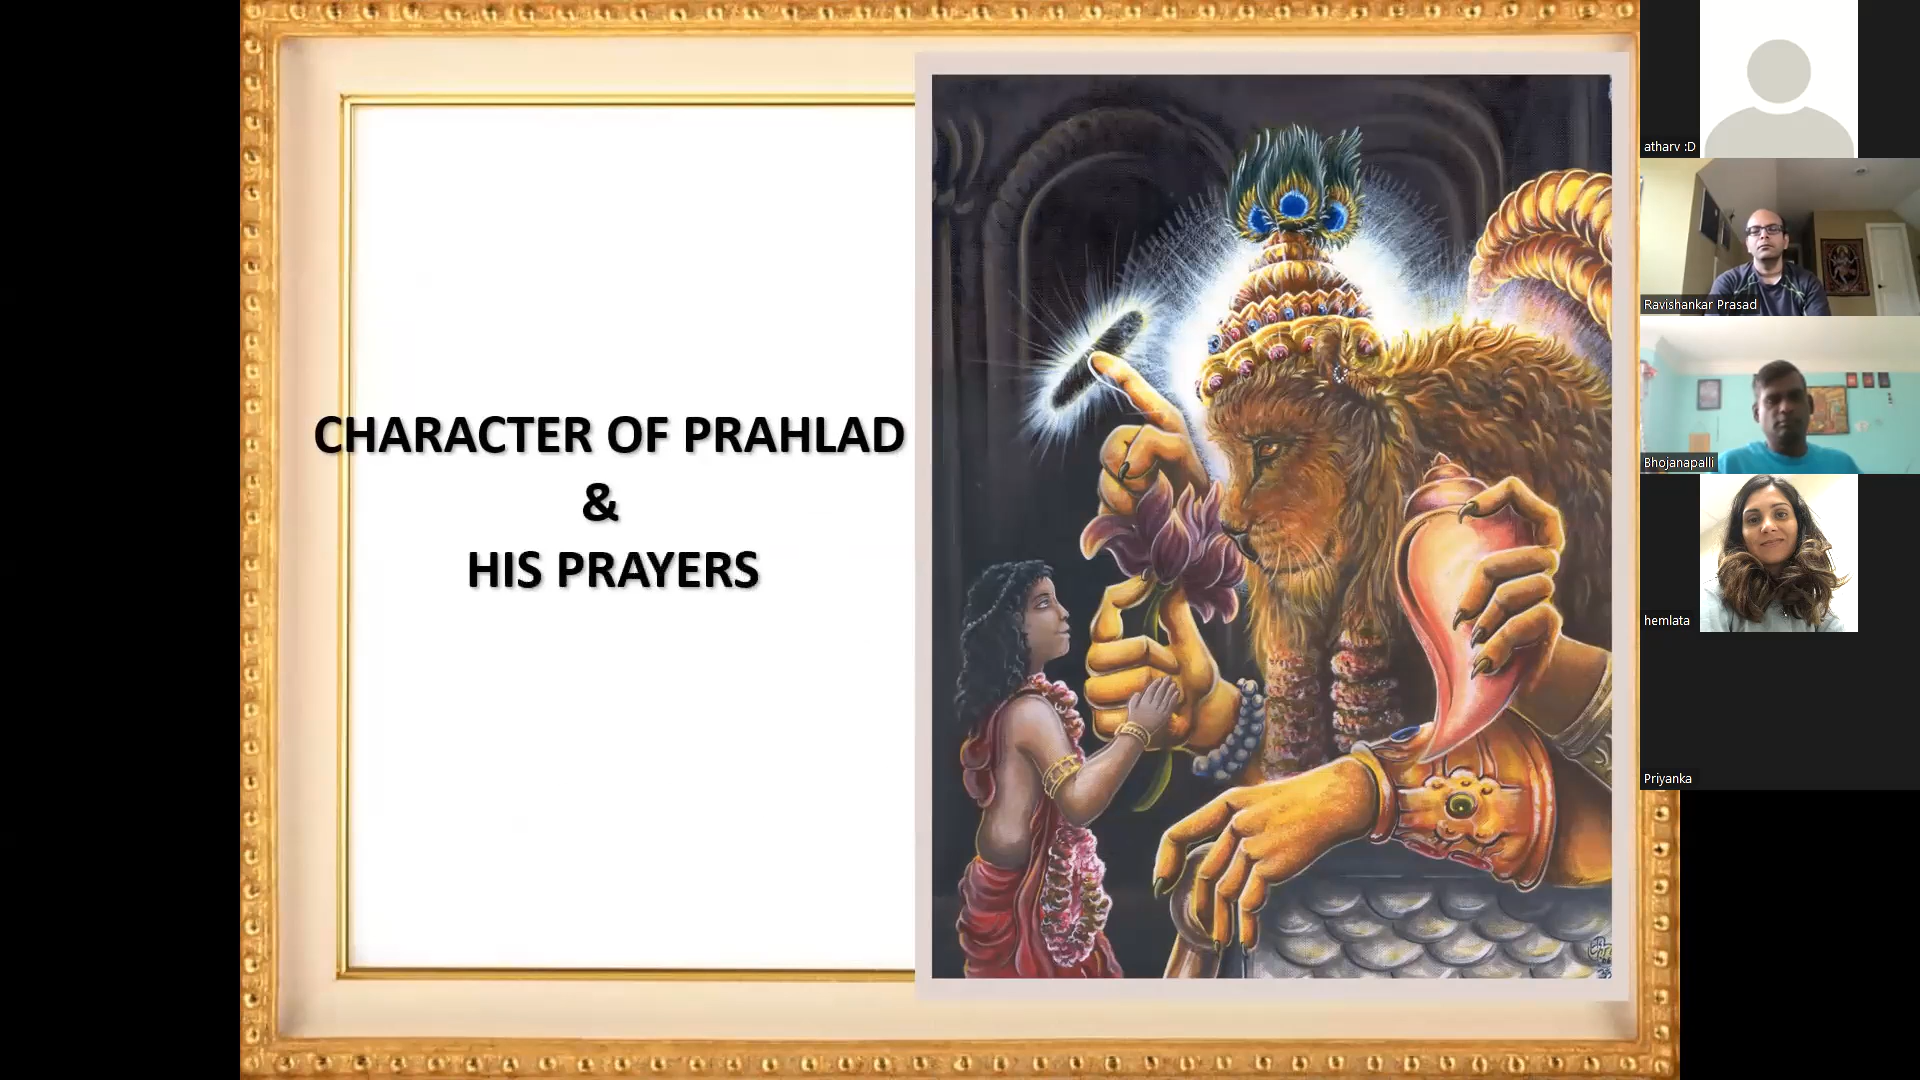 CHARACTER OF PRAHLAD
&
HIS PRAYERS
atharv :D
Ravishankar Prasad
Bhojanapalli
hemlata
Priyanka